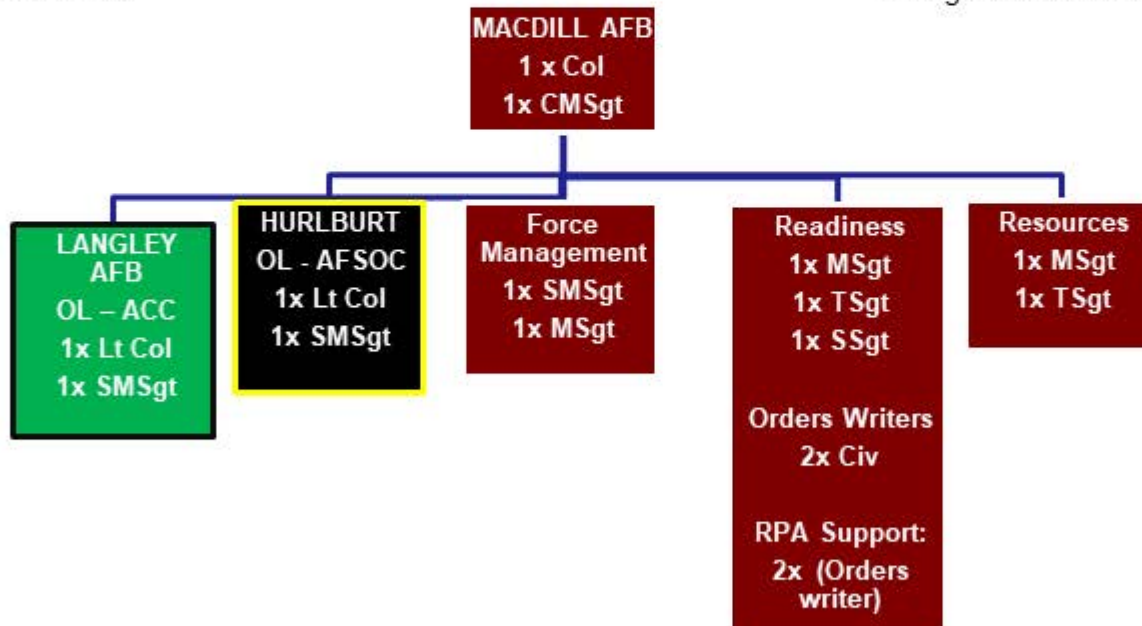 MACDILL AFB
1 x Col
1x CMSgt
LANGLEY
AFB
OL – ACC
1x Lt Col
1x SMSgt
HURLBURT
OL - AFSOC
1x Lt Col
1x SMSgt
Force
Management
1x SMSgt
1x MSgt
Readiness
1x MSgt
1x TSgt
1x SSgt
Orders Writers
2x Civ
RPA Support:
2x (Orders
writer)
Resources
1x MSgt
1x TSgt